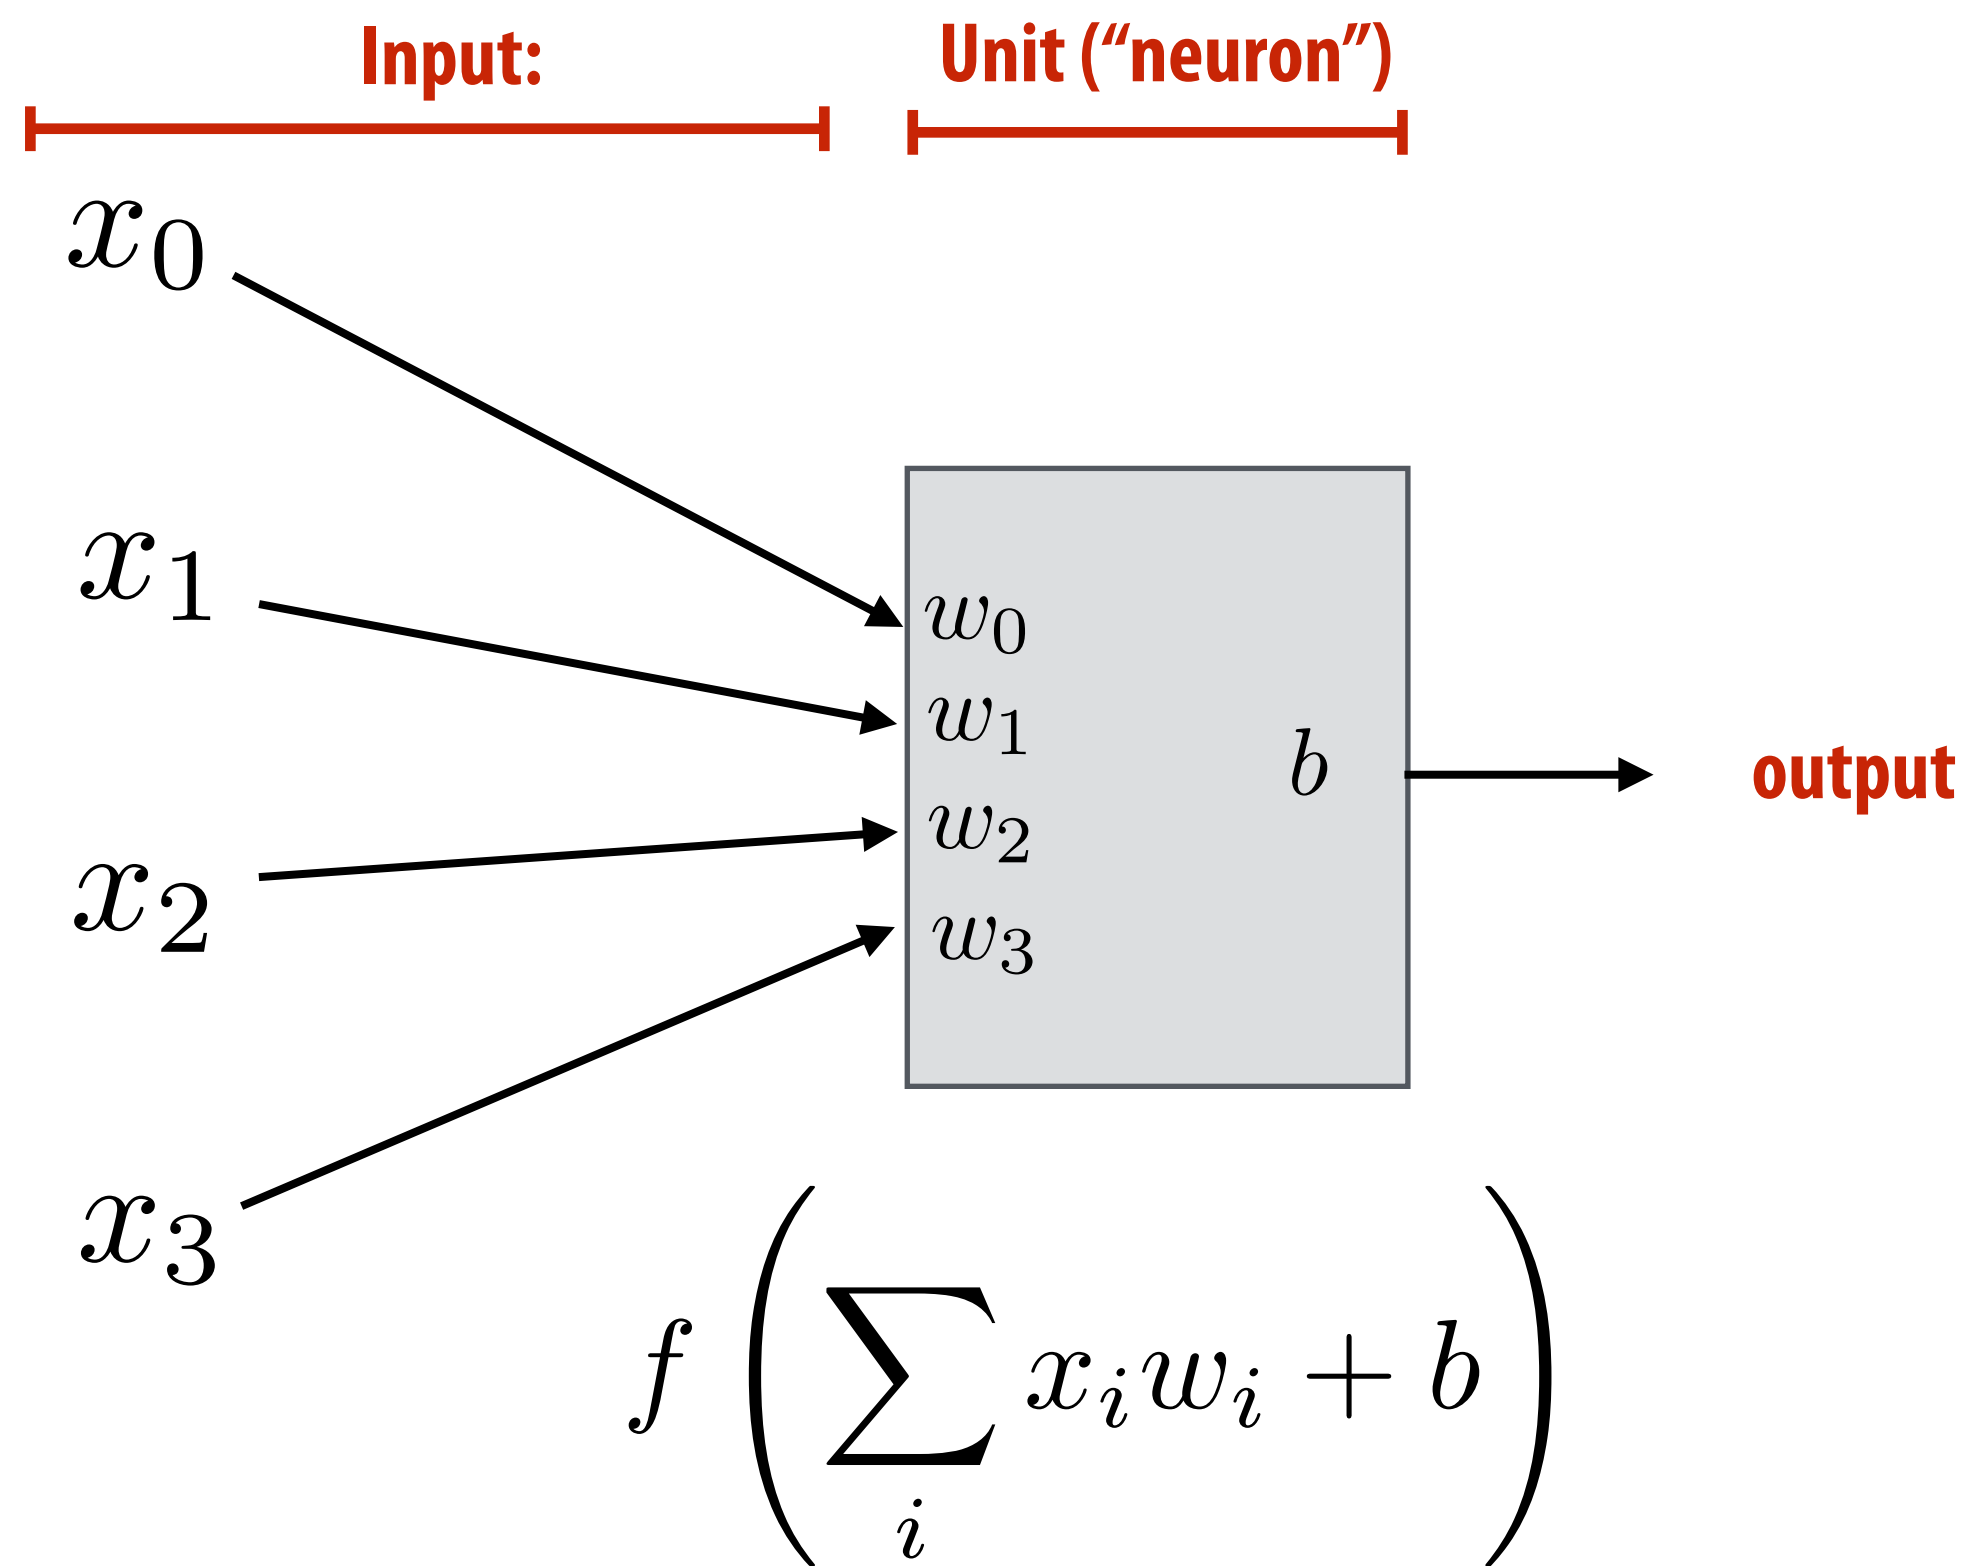 Input:
Unit (“neuron”)
x0
x1
x2
x3
w0
w1
w2
w3
b
output
f(∑i xiwi + b)